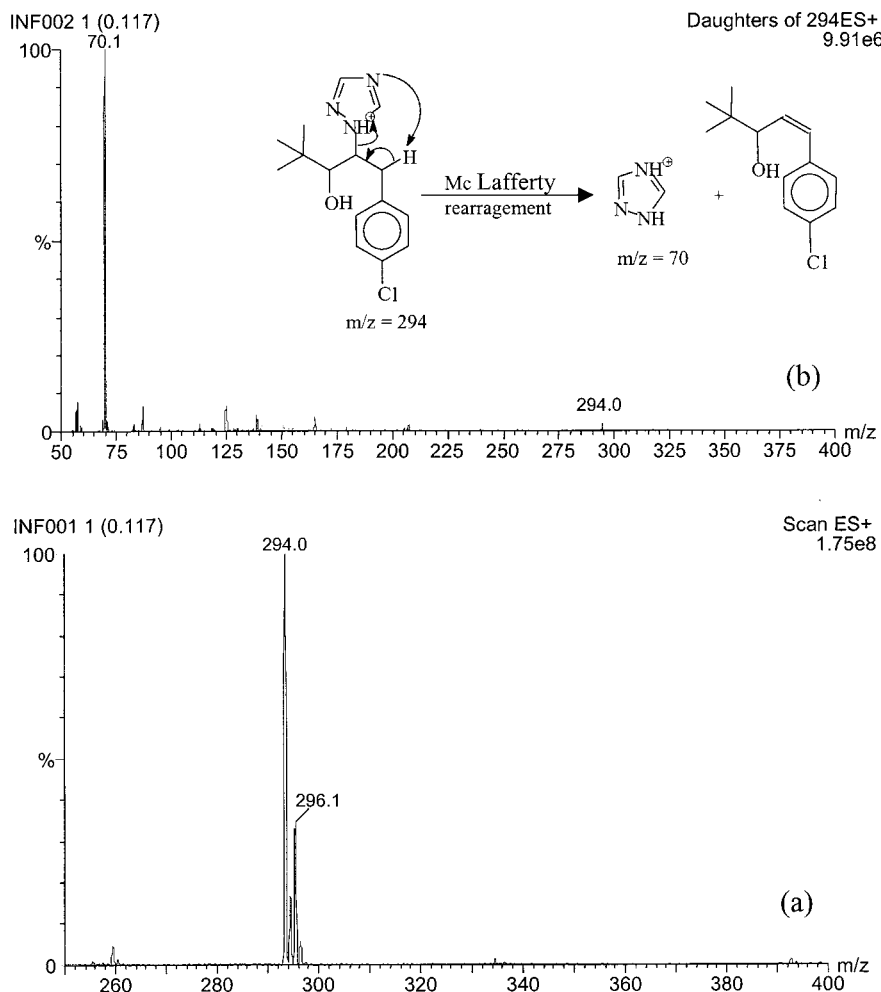 INF002 1 (0.117)
Daughters of 294ES+
9.91e6
100
70.1
N
N
NH
⊕
H
OH
Cl
m/z = 294
Mc Lafferty
rearragement
NH
⊕
N
NH
m/z = 70
+
OH
Cl
%
(b)
294.0
0
50 75 100 125 150 175 200 225 250 275 300 325 350 375 400
m/z
INF001 1 (0.117)
Scan ES+
1.75e8
100
294.0
%
296.1
(a)
0
260 280 300 320 340 360 380 400
m/z